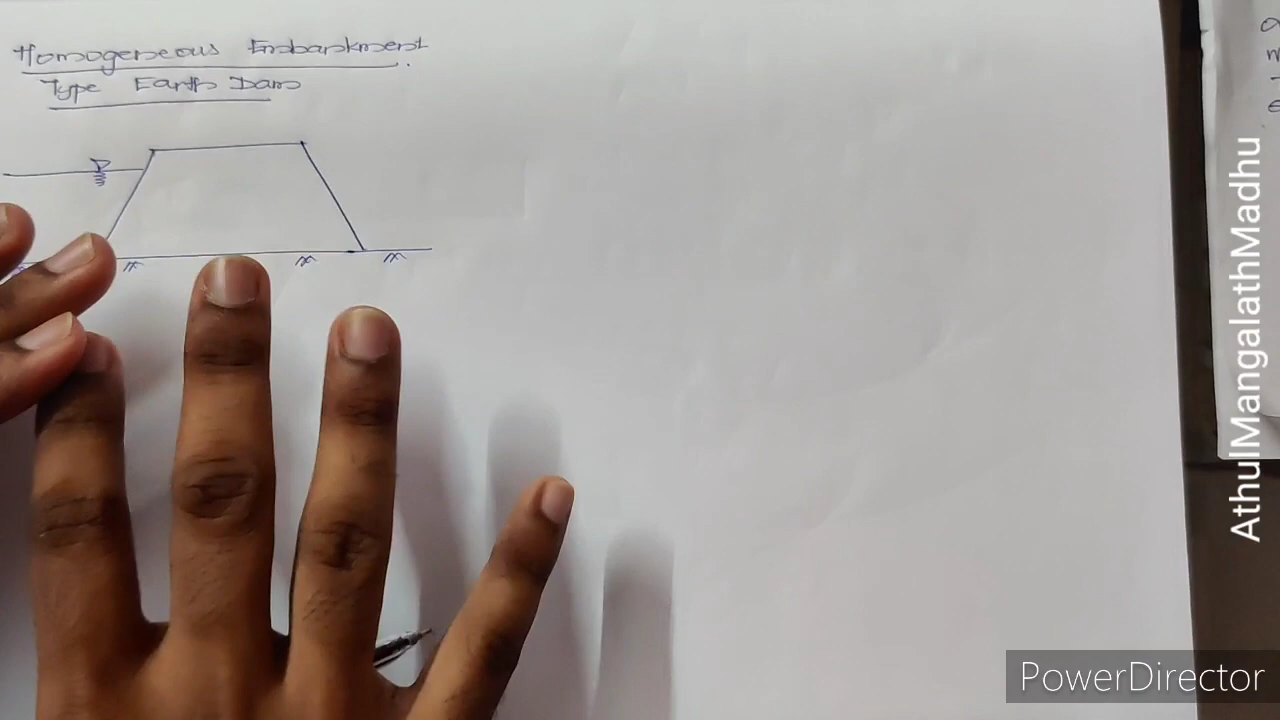 Homogeneous Embankment
Type Earth Dam
AthulMangalathMadhu
PowerDirector